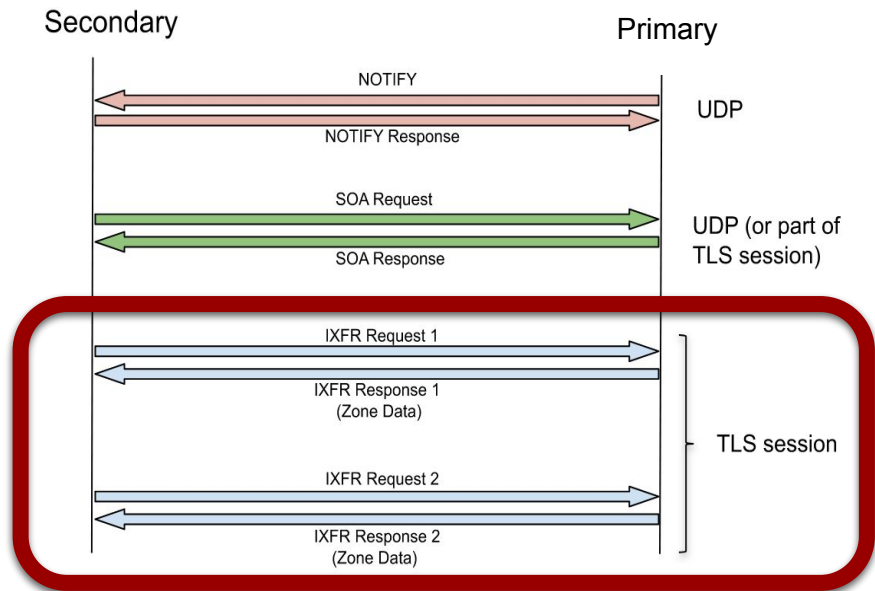 Secondary
Primary
NOTIFY
UDP
NOTIFY Response
SOA Request
UDP (or part of
TLS session)
SOA Response
IXFR Request 1
IXFR Response 1
(Zone Data)
TLS session
IXFR Request 2
IXFR Response 2
(Zone Data)